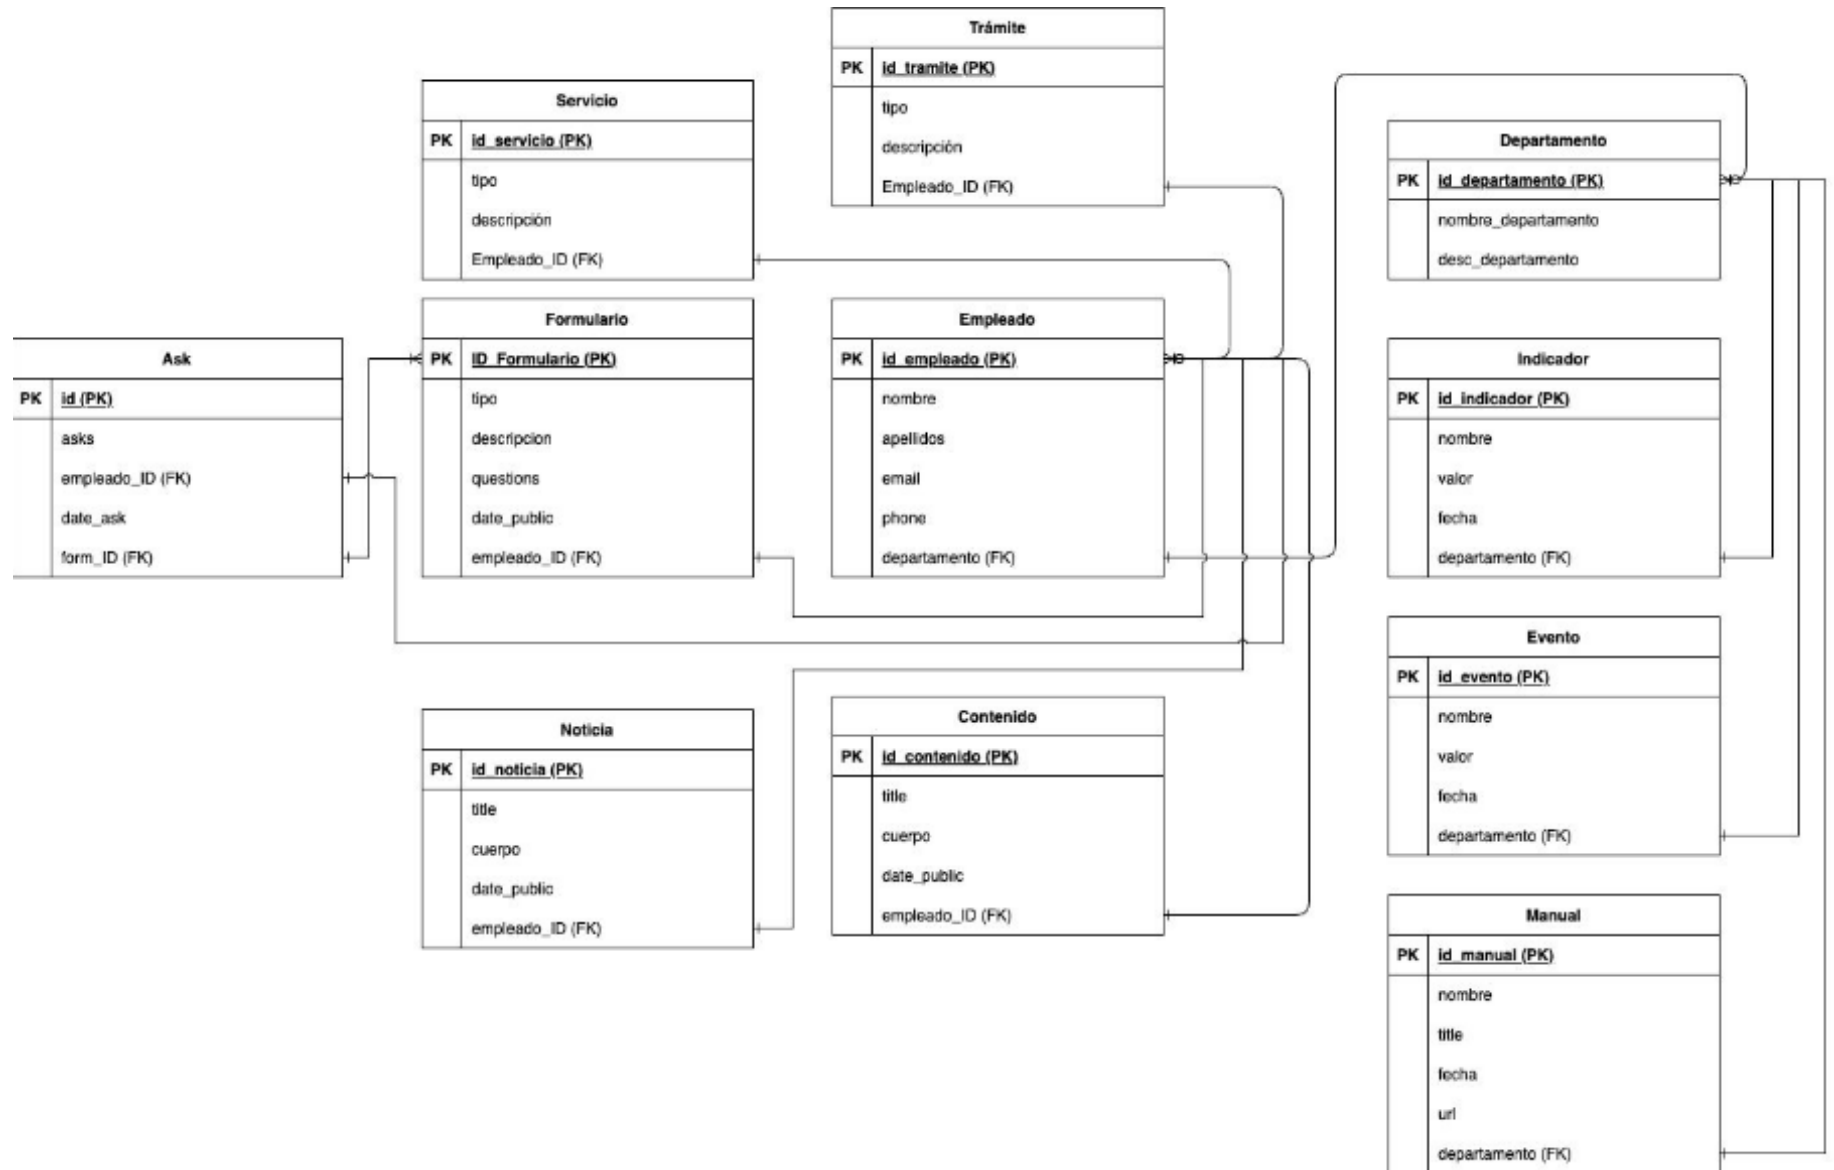 Trámite
PK id_tramite (PK)
tipo
descripción
Empleado_ID (FK)
Servicio
PK id_servicio (PK)
tipo
descripción
Empleado_ID (FK)
Departamento
PK id_departamento (PK)
nombre_departamento
desc_departamento
Ask
PK id (PK)
asks
empleado_ID (FK)
date_ask
form_ID (FK)
Formulario
PK ID_Formulario (PK)
tipo
descripcion
questions
date_public
empleado_ID (FK)
Empleado
PK id_empleado (PK)
nombre
apellidos
email
phone
departamento (FK)
Indicador
PK id_indicador (PK)
nombre
valor
fecha
departamento (FK)
Evento
PK id_evento (PK)
nombre
valor
fecha
departamento (FK)
Noticia
PK id_noticia (PK)
title
cuerpo
date_public
empleado_ID (FK)
Contenido
PK id_contenido (PK)
title
cuerpo
date_public
empleado_ID (FK)
Manual
PK id_manual (PK)
nombre
title
fecha
url
departamento (FK)